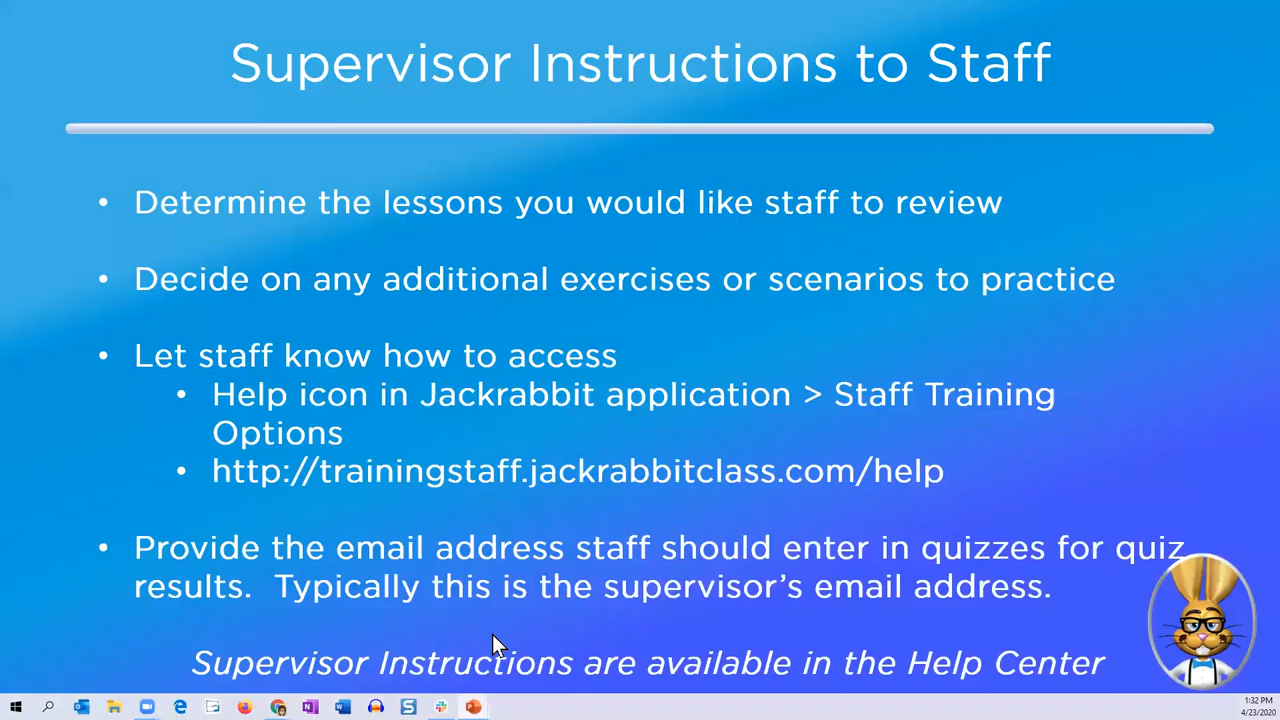 Supervisor Instructions to Staff
• Determine the lessons you would like staff to review
• Decide on any additional exercises or scenarios to practice
• Let staff know how to access
• Help icon in Jackrabbit application > Staff Training
Options
• http://trainingstaff.jackrabbitclass.com/help
• Provide the email address staff should enter in quizzes for quiz
results.  Typically this is the supervisor's email address.
Supervisor Instructions are available in the Help Center
1:32 PM
4/23/2020